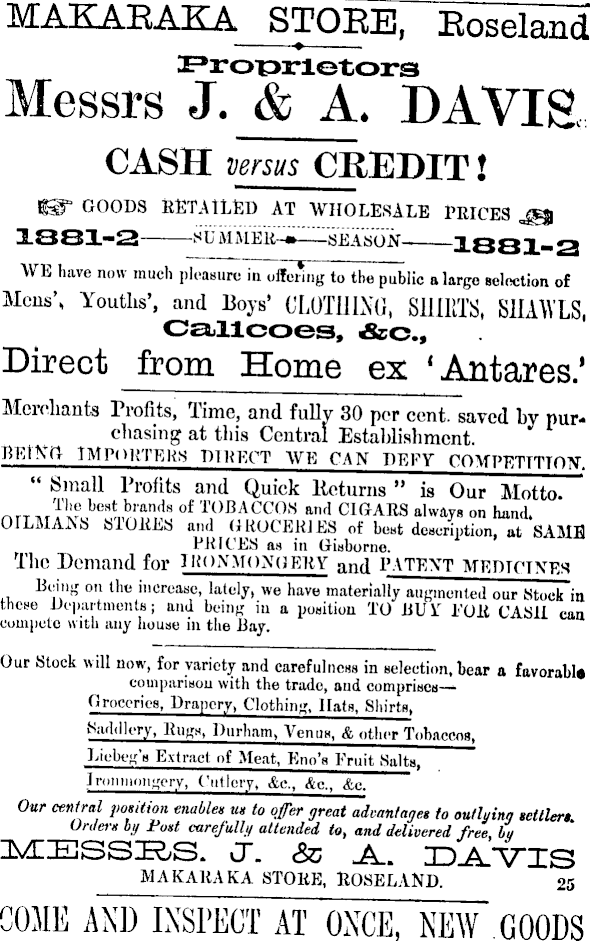 MAKARAKA STORE, Roseland
Proprietors
Messrs J. & A. DAVIS.
CASH versus CREDIT!
GOODS RETAILED AT WHOLESALE PRICES
1881-2——SUMMER——SEASON——1881-2
WE have now much pleasure in offering to the public a large selection of
Mens', Youths', and Boys' CLOTHING, SHIRTS, SHAWLS,
Calicoes, &c.,
Direct from Home ex 'Antares.'
Merchants Profits, Time, and fully 30 per cent. saved by pur-
chasing at this Central Establishment.
BEING IMPORTERS DIRECT WE CAN DEFY COMPETITION.
"Small Profits and Quick Returns" is Our Motto.
The best brands of TOBACCOS and CIGARS always on hand.
OILMANS STORES and GROCERIES of best description, at SAME
PRICES as in Gisborne.
The Demand for IRONMONGERY and PATENT MEDICINES
Being on the increase, lately, we have materially augmented our Stock in
these Departments; and being in a position TO BUY FOR CASH can
compete with any house in the Bay.
Our Stock will now, for variety and carefulness in selection, bear a favorable
comparison with the trade, and comprises—
Groceries, Drapery, Clothing, Hats, Shirts,
Saddlery, Rugs, Durham, Venus, & other Tobaccos,
Liebeg's Extract of Meat, Eno's Fruit Salts,
Ironmongery, Cutlery, &c., &c., &c.
Our central position enables us to offer great advantages to outlying settlers.
Orders by Post carefully attended to, and delivered free, by
MESSRS. J. & A. DAVIS
MAKARAKA STORE, ROSELAND. 25
COME AND INSPECT AT ONCE, NEW GOODS